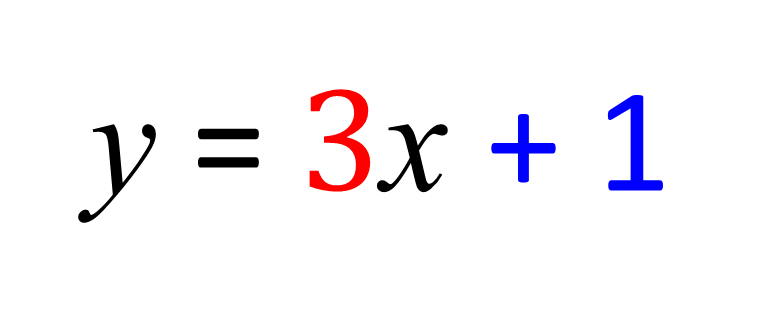 y = 3x + 1